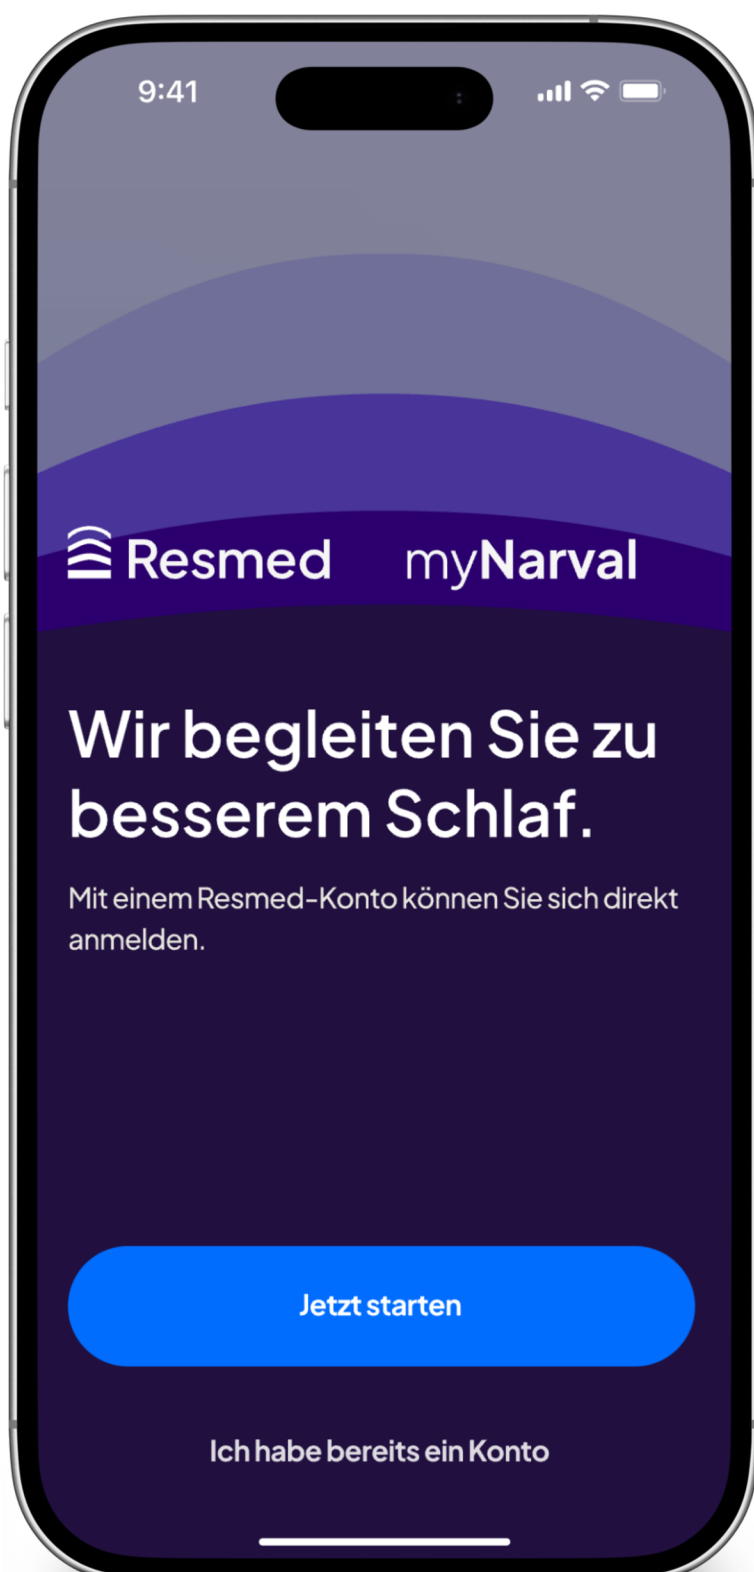 9:41
Resmed myNarval
Wir begleiten Sie zu
besserem Schlaf.
Mit einem Resmed-Konto können Sie sich direkt
anmelden.
Jetzt starten
Ich habe bereits ein Konto